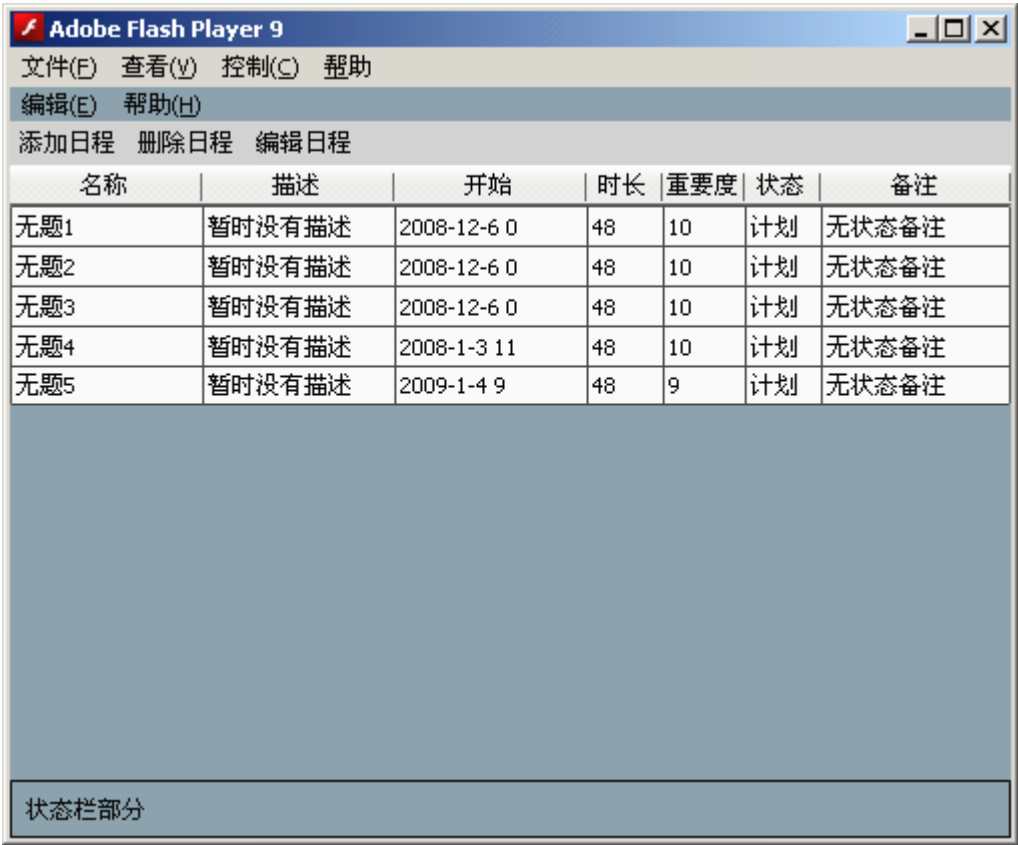 Adobe Flash Player 9
文件(F) 查看(V) 控制(C) 帮助
编辑(E) 帮助(H)
添加日程 删除日程 编辑日程
名称 描述 开始 时长 重要度 状态 备注
无题1 暂时没有描述 2008-12-6 0 48 10 计划 无状态备注
无题2 暂时没有描述 2008-12-6 0 48 10 计划 无状态备注
无题3 暂时没有描述 2008-12-6 0 48 10 计划 无状态备注
无题4 暂时没有描述 2008-1-3 11 48 10 计划 无状态备注
无题5 暂时没有描述 2009-1-4 9 48 9 计划 无状态备注
状态栏部分